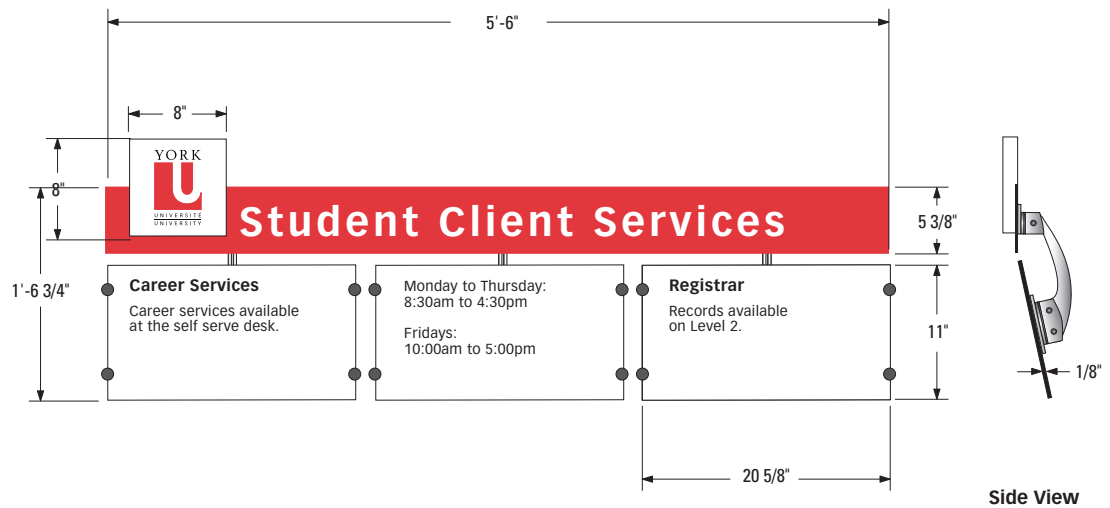 5'-6"
8"
8"
YORK
U
UNIVERSITÉ
UNIVERSITY
Student Client Services
5 3/8"
1'-6 3/4"
Career Services
Career services available
at the self serve desk.
Monday to Thursday:
8:30am to 4:30pm
Fridays:
10:00am to 5:00pm
Registrar
Records available
on Level 2.
11"
1/8"
20 5/8"
Side View